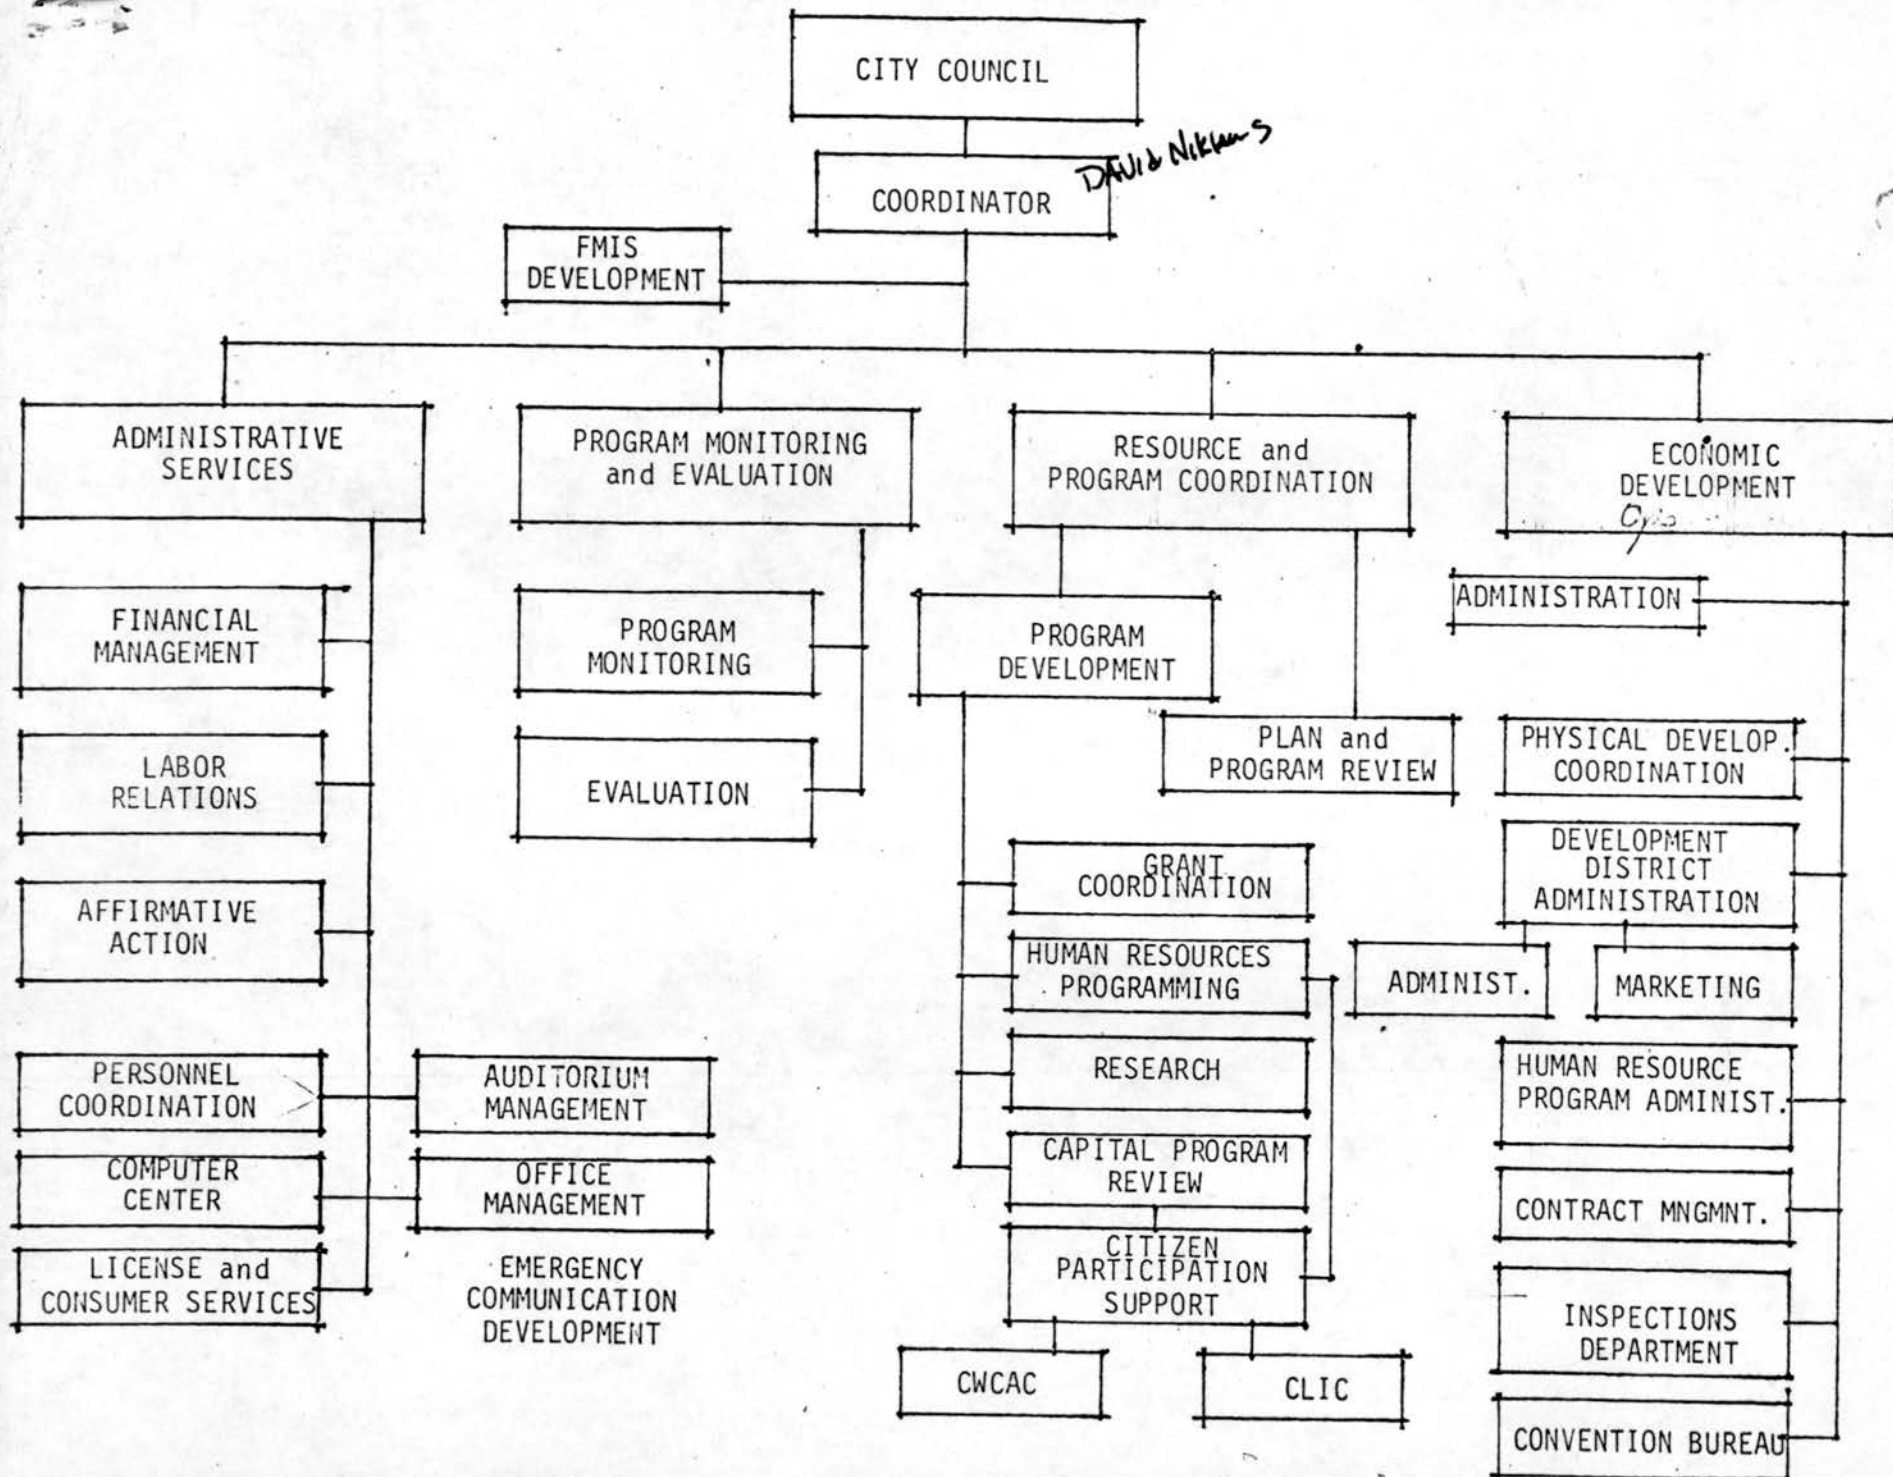 CITY COUNCIL
COORDINATOR
DAVID
FMIS
DEVELOPMENT
ADMINISTRATIVE
SERVICES
PROGRAM MONITORING
and EVALUATION
RESOURCE and
PROGRAM COORDINATION
ECONOMIC
DEVELOPMENT
FINANCIAL
MANAGEMENT
LABOR
RELATIONS
AFFIRMATIVE
ACTION
PERSONNEL
COORDINATION
COMPUTER
CENTER
LICENSE and
CONSUMER SERVICES
AUDITORIUM
MANAGEMENT
OFFICE
MANAGEMENT
EMERGENCY
COMMUNICATION
DEVELOPMENT
PROGRAM
MONITORING
EVALUATION
PROGRAM
DEVELOPMENT
PLAN and
PROGRAM REVIEW
GRANT
COORDINATION
HUMAN RESOURCES
PROGRAMMING
RESEARCH
CAPITAL PROGRAM
REVIEW
CITIZEN
PARTICIPATION
SUPPORT
CWCAC
CLIC
ADMINISTRATION
PHYSICAL DEVELOP.
COORDINATION
DEVELOPMENT
DISTRICT
ADMINISTRATION
ADMINIST.
MARKETING
HUMAN RESOURCE
PROGRAM ADMINIST.
CONTRACT MNGMNT.
INSPECTIONS
DEPARTMENT
CONVENTION BUREAU